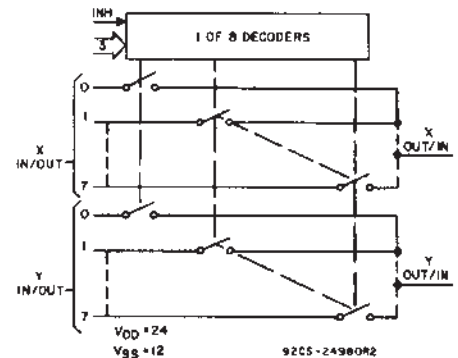 INH
3
1 OF 8 DECODERS
0
1
X
IN/OUT
7
X
OUT/IN
0
1
Y
IN/OUT
7
Y
OUT/IN
VDD = 24
VSS = 12
92CS-24980R2